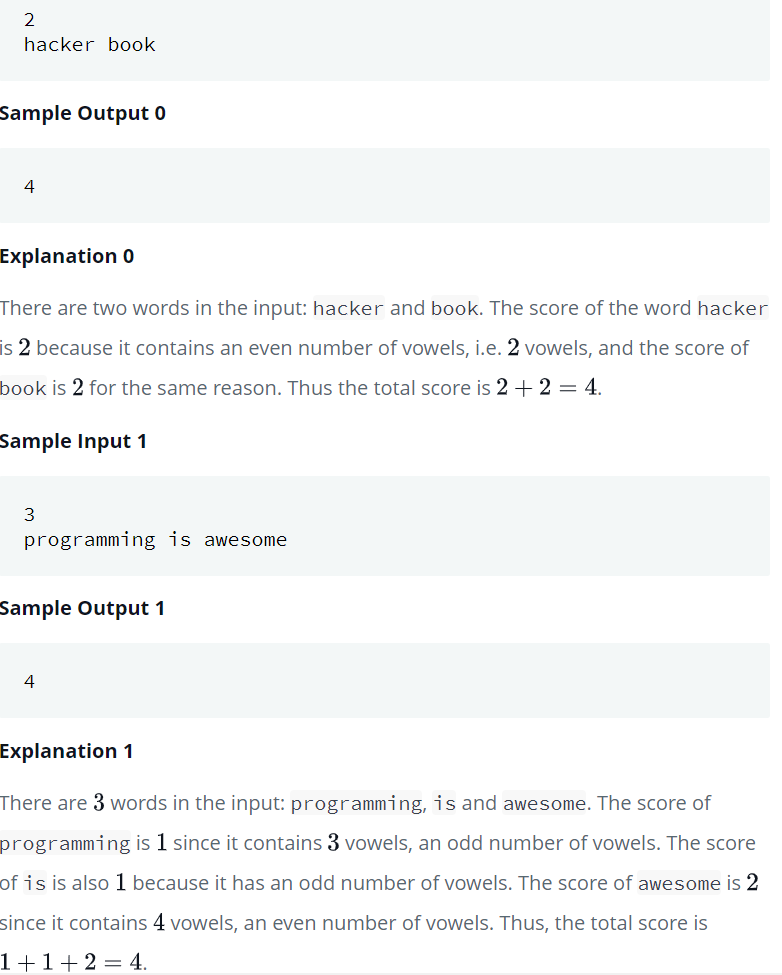 2
hacker book
Sample Output 0
4
Explanation 0
There are two words in the input: hacker and book. The score of the word hacker
is 2 because it contains an even number of vowels, i.e. 2 vowels, and the score of
book is 2 for the same reason. Thus the total score is 2 + 2 = 4.
Sample Input 1
3
programming is awesome
Sample Output 1
4
Explanation 1
There are 3 words in the input: programming, is and awesome. The score of
programming is 1 since it contains 3 vowels, an odd number of vowels. The score
of is is also 1 because it has an odd number of vowels. The score of awesome is 2
since it contains 4 vowels, an even number of vowels. Thus, the total score is
1 + 1 + 2 = 4.